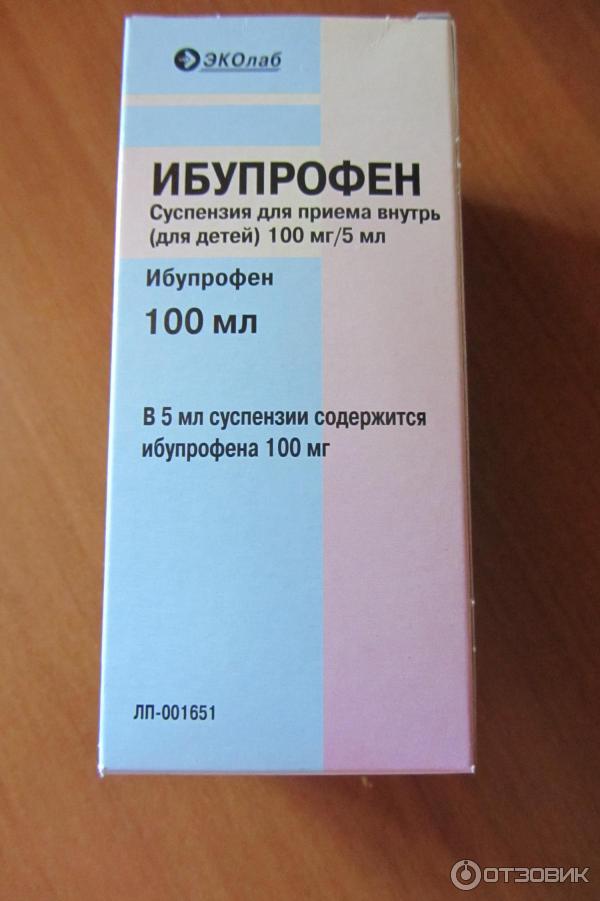 ЭКОлаб
ИБУПРОФЕН
Суспензия для приема внутрь
(для детей) 100 мг/5 мл
Ибупрофен
100 мл
В 5 мл суспензии содержится
ибупрофена 100 мг
ЛП-001651
ОТЗОВИК